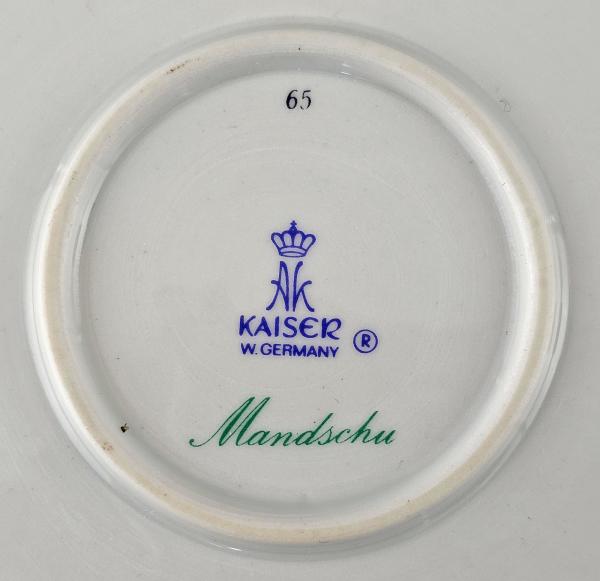 65
AK
KAISER
W. GERMANY ®
Mandschu